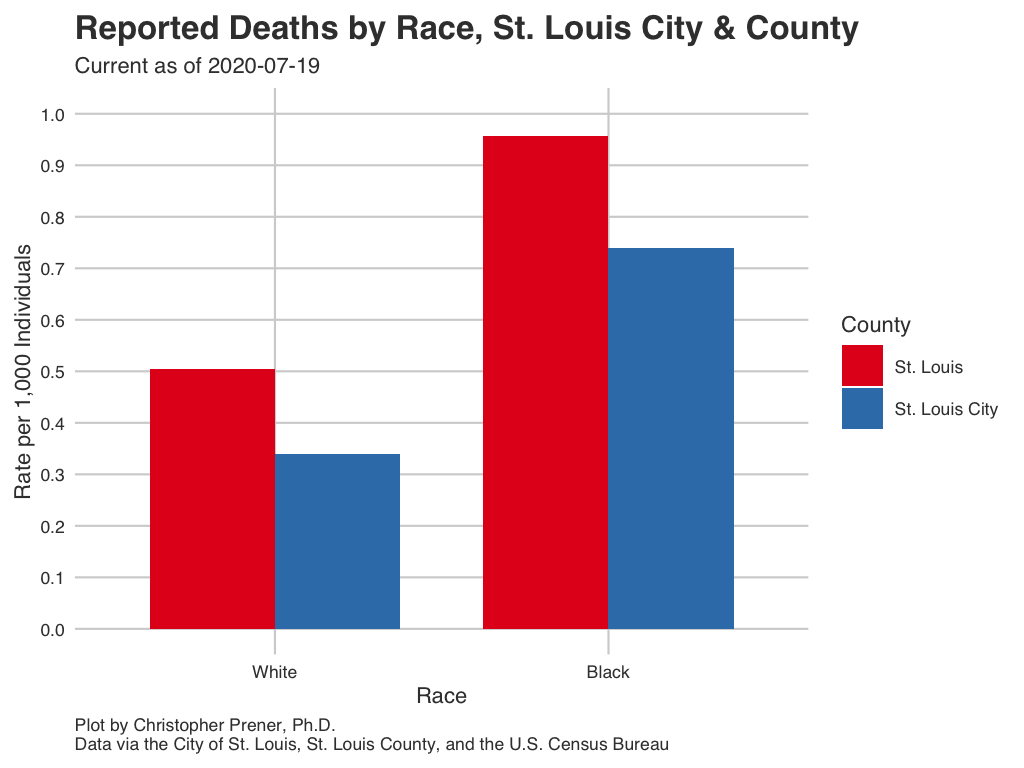 Reported Deaths by Race, St. Louis City & County
Current as of 2020-07-19
Rate per 1,000 Individuals
1.0
0.9
0.8
0.7
0.6
0.5
0.4
0.3
0.2
0.1
0.0
White
Black
Race
County
St. Louis
St. Louis City
Plot by Christopher Prener, Ph.D.
Data via the City of St. Louis, St. Louis County, and the U.S. Census Bureau